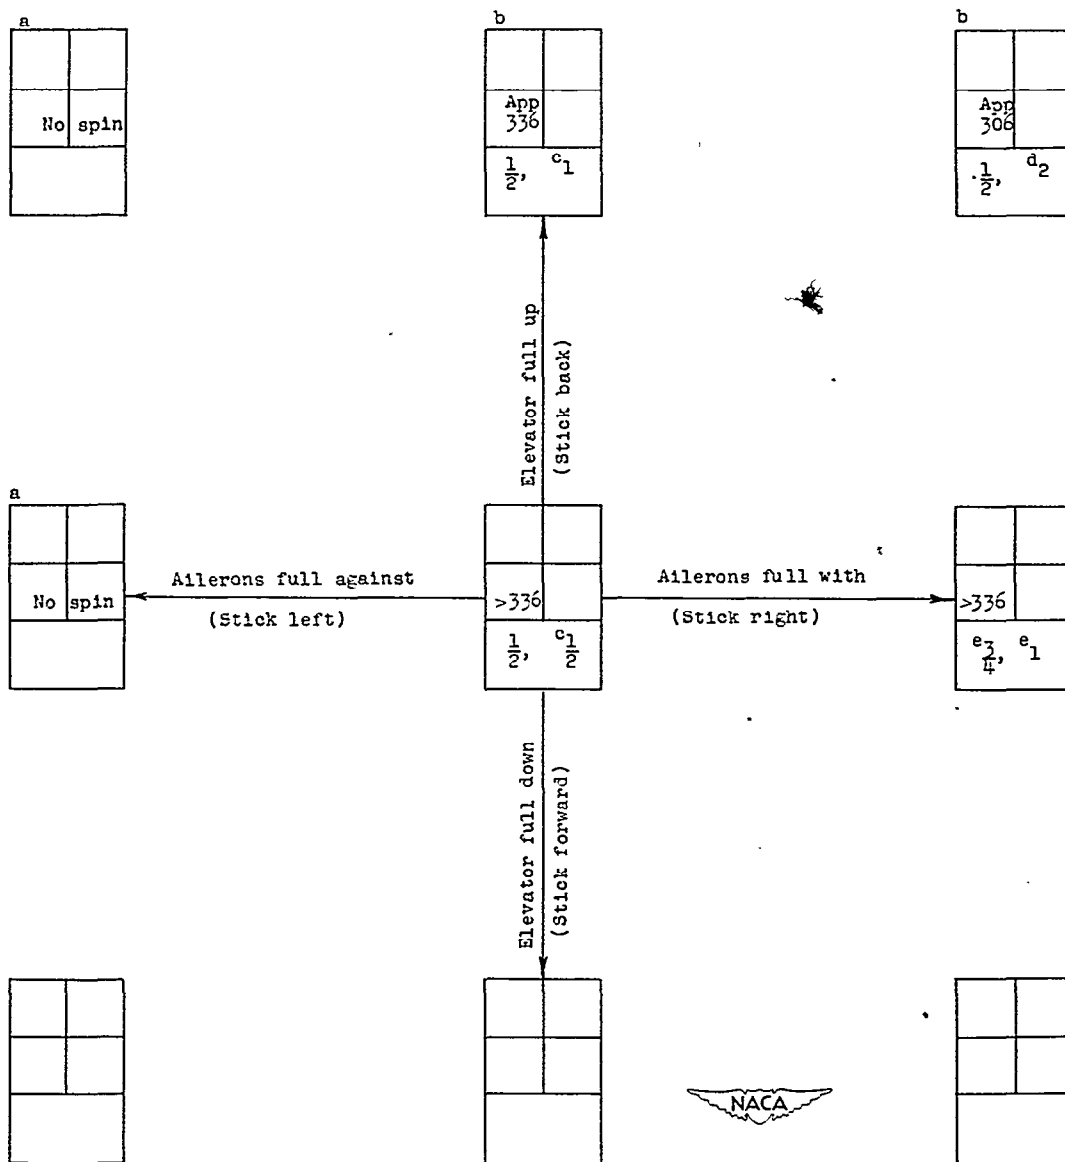 a
b
b
No spin
App
336
App
306
1/2, c1
1/2, d2
Elevator full up
(Stick back)
a
No spin
Ailerons full against
(Stick left)
>336
Ailerons full with
(Stick right)
>336
1/2, c1/2
e3/4, e1
Elevator full down
(Stick forward)
NACA